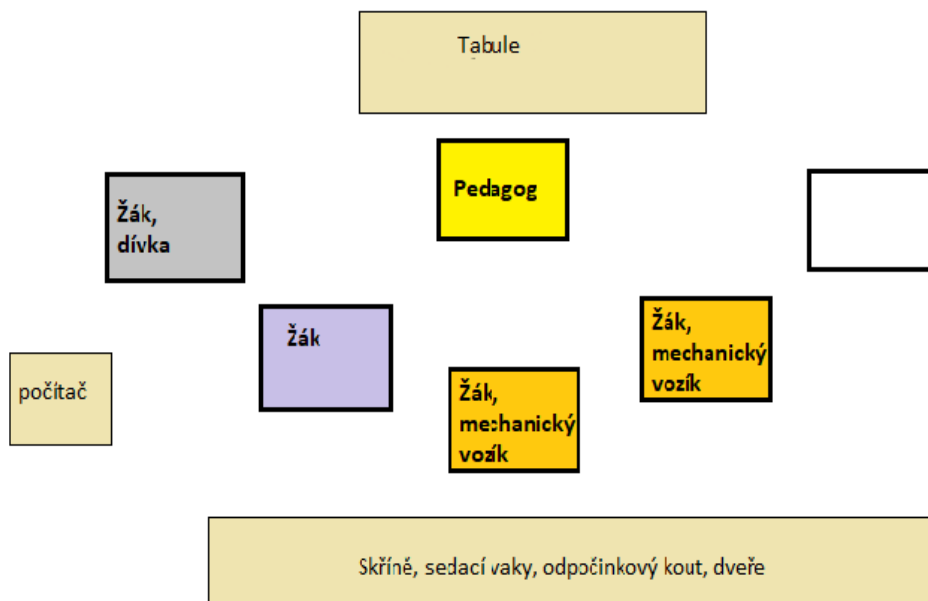 Tabule
Pedagog
Žák,
dívka
Žák
Žák,
mechanický
vozík
počítač
Žák,
mechanický
vozík
Skříně, sedací vaky, odpočinkový kout, dveře